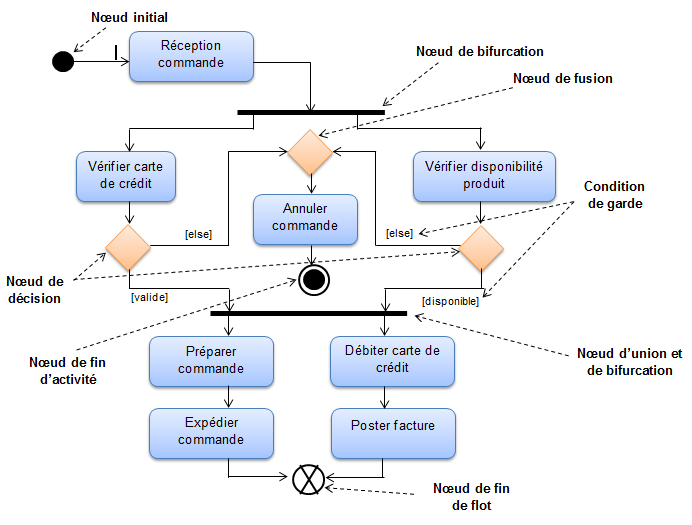 Nœud initial
Réception
commande
Nœud de bifurcation
Nœud de fusion
Vérifier carte
de crédit
Vérifier disponibilité
produit
Condition
de garde
Annuler
commande
[else]
[else]
Nœud de
décision
[valide]
[disponible]
Nœud de fin
d'activité
Préparer
commande
Débiter carte de
crédit
Nœud d'union et
de bifurcation
Expédier
commande
Poster facture
Nœud de fin
de flot